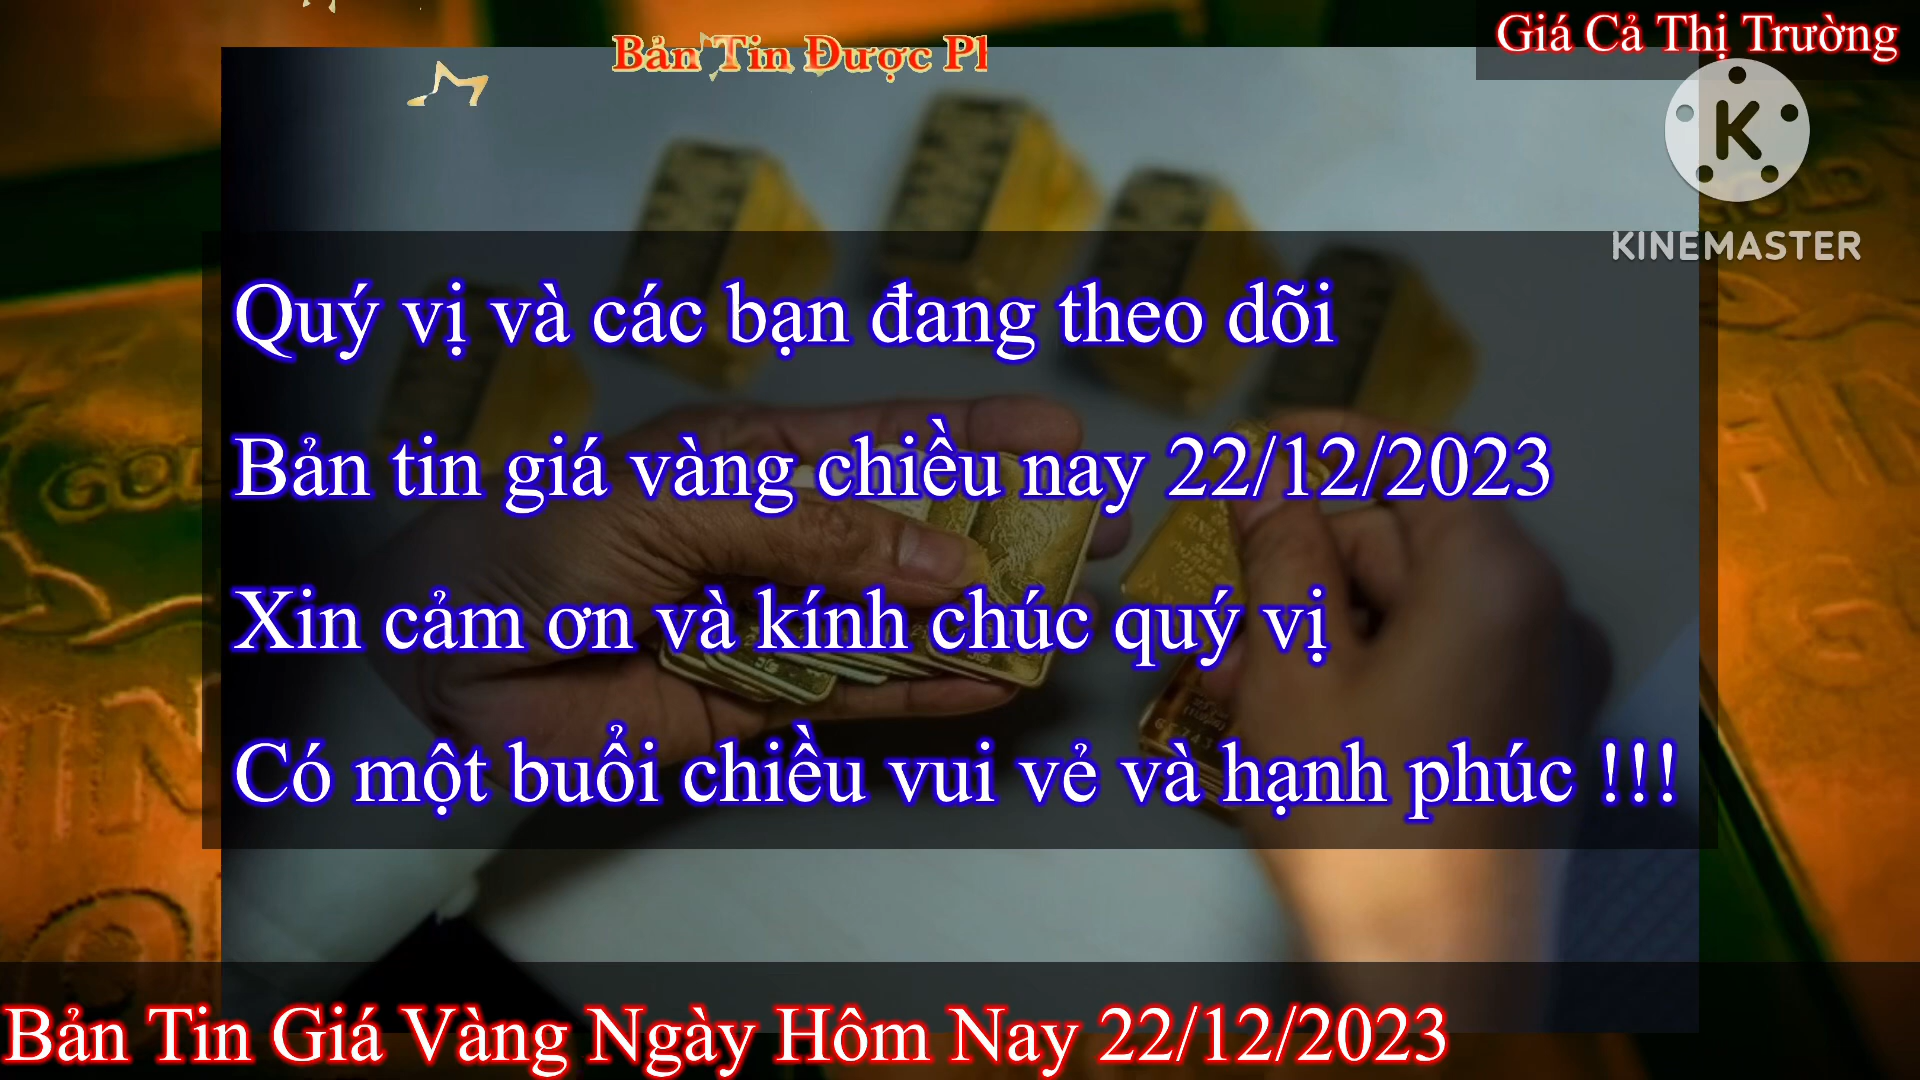 Giá Cả Thị Trường
Bản Tin Được
K
KINEMASTER
Quý vị và các bạn đang theo dõi
Bản tin giá vàng chiều nay 22/12/2023
Xin cảm ơn và kính chúc quý vị
Có một buổi chiều vui vẻ và hạnh phúc !!!
Bản Tin Giá Vàng Ngày Hôm Nay 22/12/2023